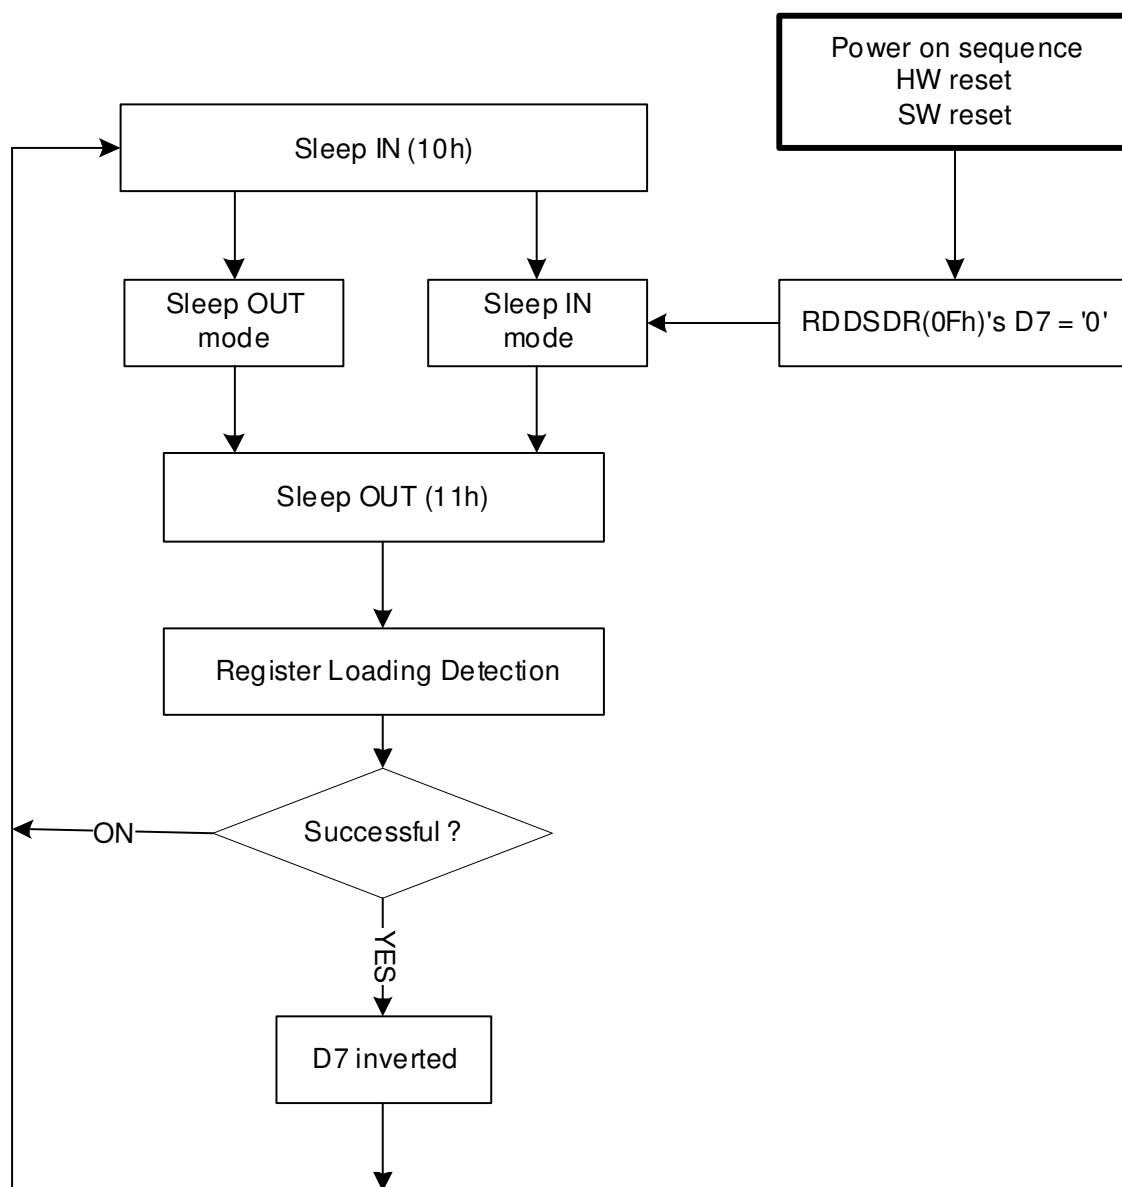 Power on sequence
HW reset
SW reset
Sleep IN (10h)
Sleep OUT
mode
Sleep IN
mode
RDDSDR(0Fh)'s D7 = '0'
Sleep OUT (11h)
Register Loading Detection
Successful ?
ON
YES
D7 inverted